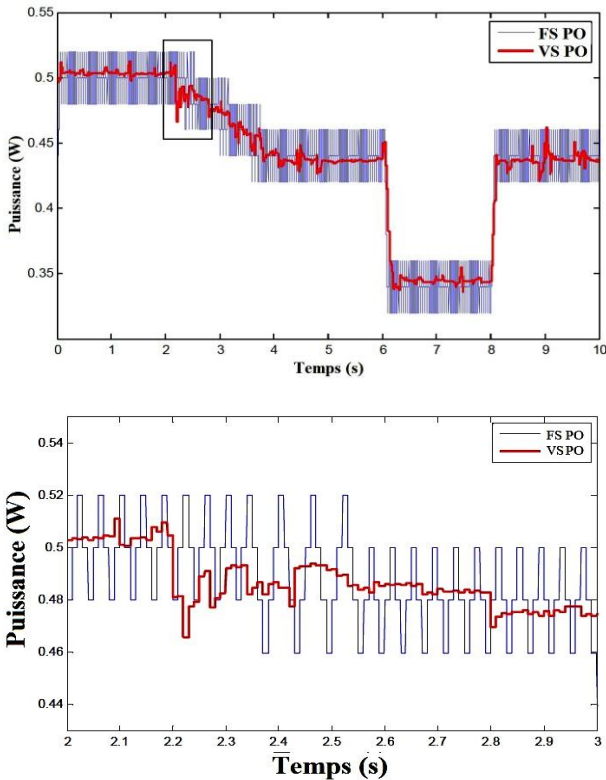 0.55
0.5
0.45
0.4
0.35
Puissance (W)
FS PO
VS PO
0 1 2 3 4 5 6 7 8 9 10
Temps (s)
0.54
0.52
0.5
0.48
0.46
0.44
Puissance (W)
FS PO
VS PO
2 2.1 2.2 2.3 2.4 2.5 2.6 2.7 2.8 2.9 3
Temps (s)